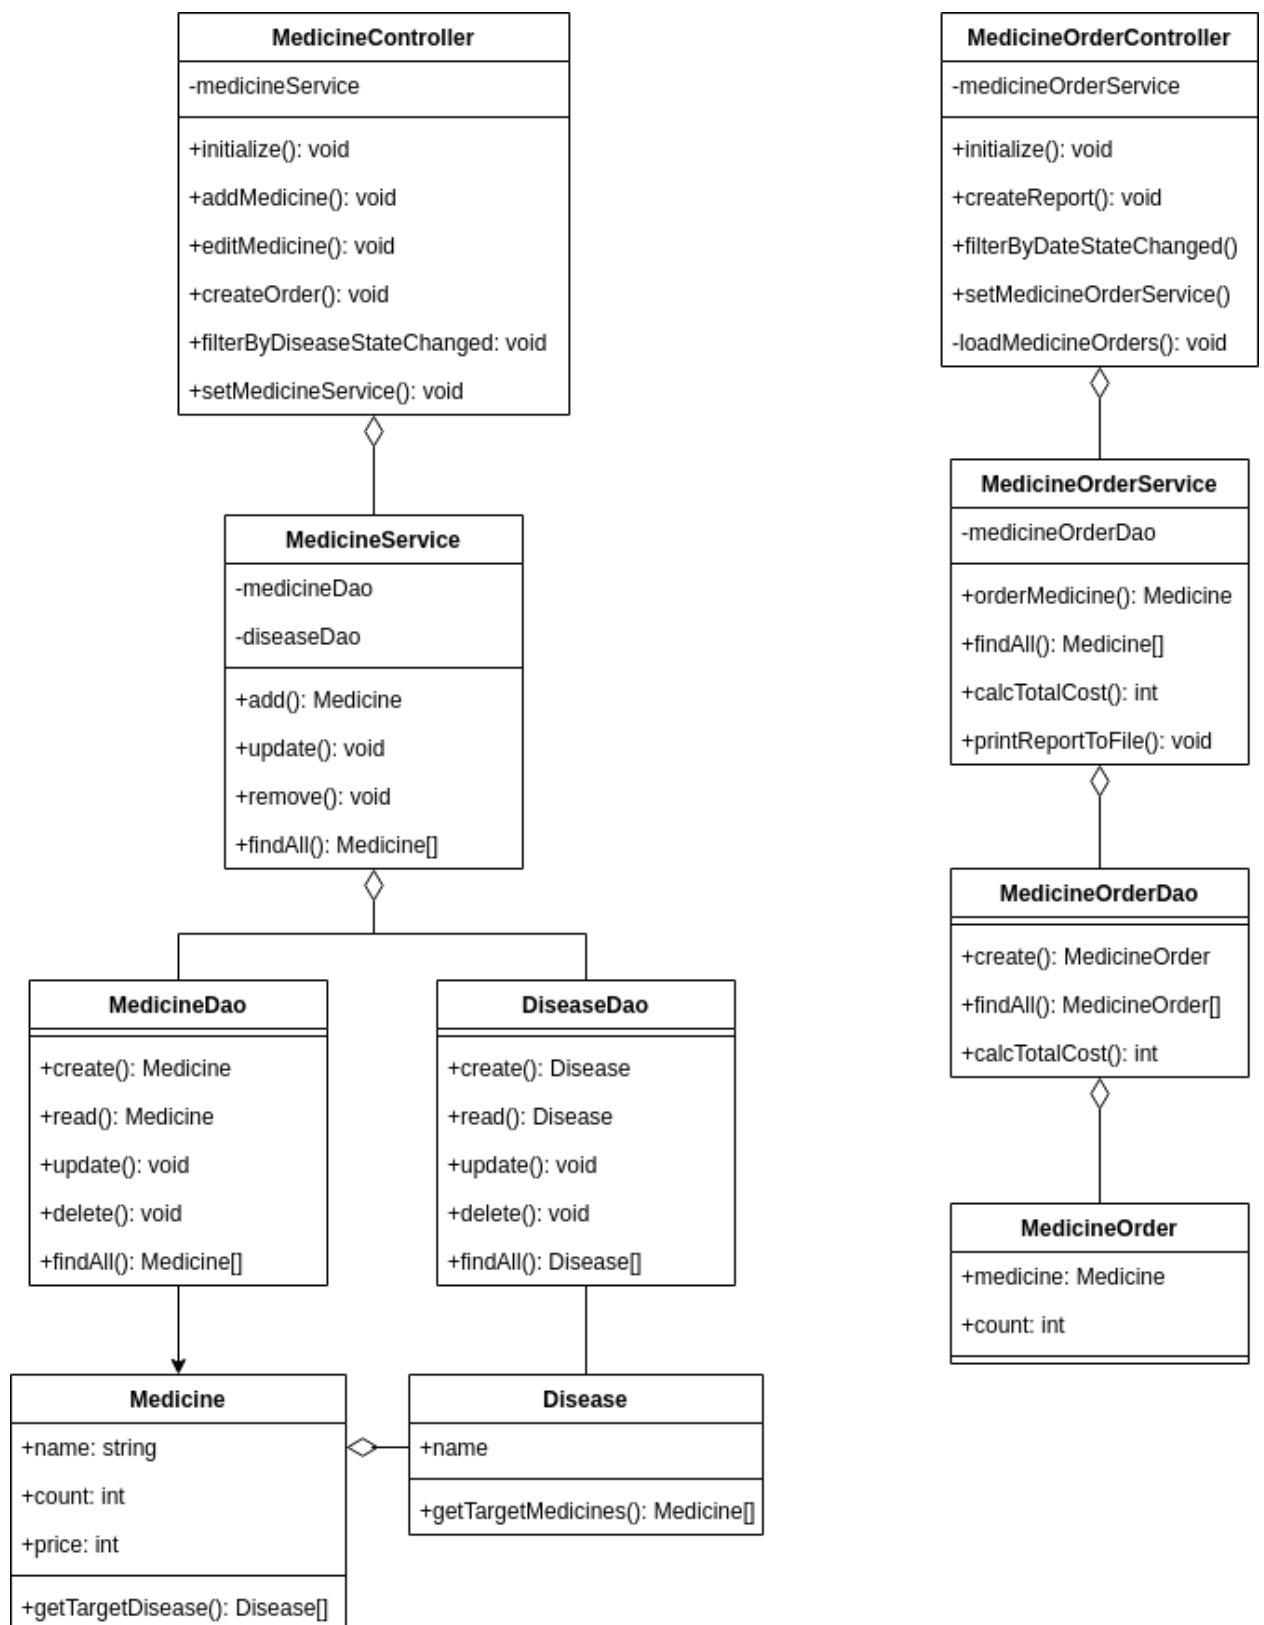 MedicineController
-medicineService
+initialize(): void
+addMedicine(): void
+editMedicine(): void
+createOrder(): void
+filterByDiseaseStateChanged: void
+setMedicineService(): void
MedicineService
-medicineDao
-diseaseDao
+add(): Medicine
+update(): void
+remove(): void
+findAll(): Medicine[]
MedicineDao
+create(): Medicine
+read(): Medicine
+update(): void
+delete(): void
+findAll(): Medicine[]
DiseaseDao
+create(): Disease
+read(): Disease
+update(): void
+delete(): void
+findAll(): Disease[]
Medicine
+name: string
+count: int
+price: int
+getTargetDisease(): Disease[]
Disease
+name
+getTargetMedicines(): Medicine[]
MedicineOrderController
-medicineOrderService
+initialize(): void
+createReport(): void
+filterByDateStateChanged()
+setMedicineOrderService()
-loadMedicineOrders(): void
MedicineOrderService
-medicineOrderDao
+orderMedicine(): Medicine
+findAll(): Medicine[]
+calcTotalCost(): int
+printReportToFile(): void
MedicineOrderDao
+create(): MedicineOrder
+findAll(): MedicineOrder[]
+calcTotalCost(): int
MedicineOrder
+medicine: Medicine
+count: int